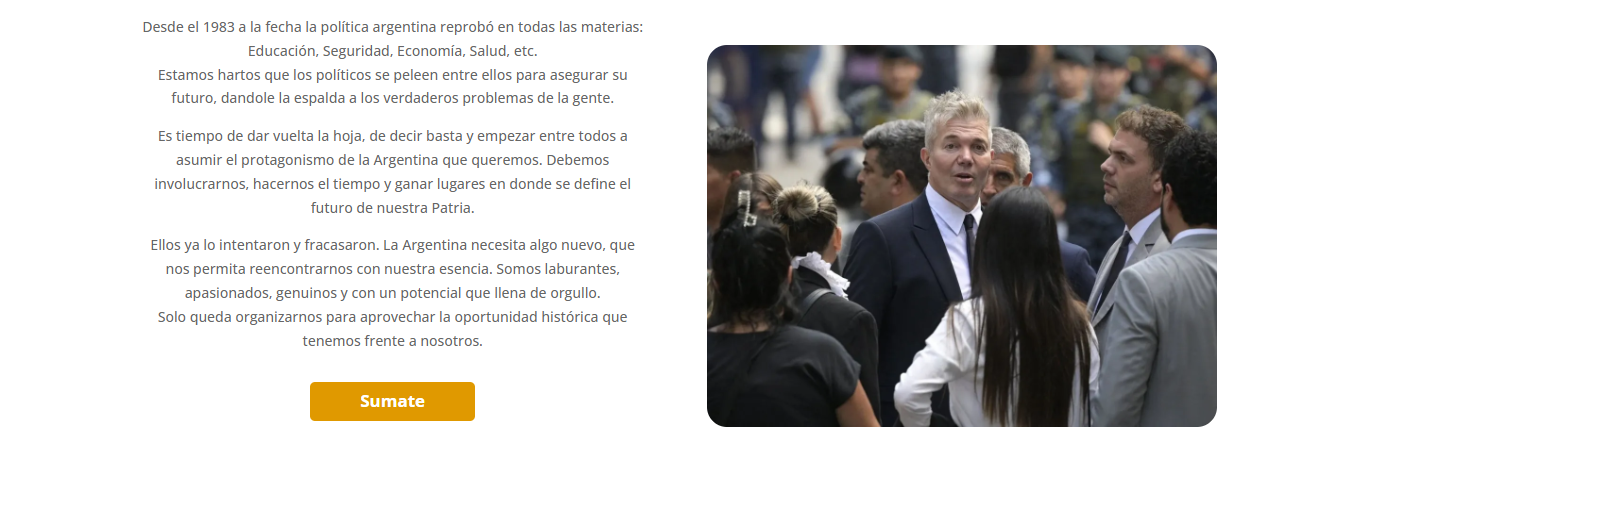 Desde el 1983 a la fecha la política argentina reprobó en todas las materias:
Educación, Seguridad, Economía, Salud, etc.
Estamos hartos que los políticos se peleen entre ellos para asegurar su
futuro, dandole la espalda a los verdaderos problemas de la gente.
Es tiempo de dar vuelta la hoja, de decir basta y empezar entre todos a
asumir el protagonismo de la Argentina que queremos. Debemos
involucrarnos, hacernos el tiempo y ganar lugares en donde se define el
futuro de nuestra Patria.
Ellos ya lo intentaron y fracasaron. La Argentina necesita algo nuevo, que
nos permita reencontrarnos con nuestra esencia. Somos laburantes,
apasionados, genuinos y con un potencial que llena de orgullo.
Solo queda organizarnos para aprovechar la oportunidad histórica que
tenemos frente a nosotros.
Sumate